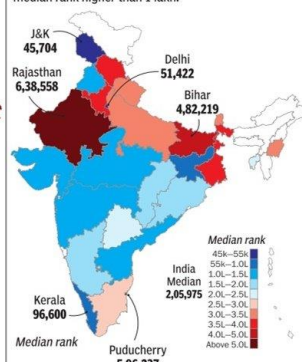 median rank higher than 1 lakh.
J&K
45,704
Rajasthan
6,38,558
Delhi
51,422
Bihar
4,82,219
India
Median
2,05,975
Median rank
45k—55k
55k—1.0L
1.0L—1.5L
1.5L—2.0L
2.0L—2.5L
2.5L—3.0L
3.0L—3.5L
3.5L—4.0L
4.0L—5.0L
Above 5.0L
Kerala
96,600
Median rank
Puducherry